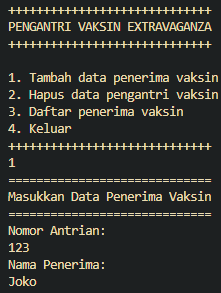 +++++++++++++++++++++++++++++
PENGANTRI VAKSIN EXTRAVAGANZA
+++++++++++++++++++++++++++++
1. Tambah data penerima vaksin
2. Hapus data pengantri vaksin
3. Daftar penerima vaksin
4. Keluar
+++++++++++++++++++++++++++++
1
=============================
Masukkan Data Penerima Vaksin
=============================
Nomor Antrian:
123
Nama Penerima:
Joko